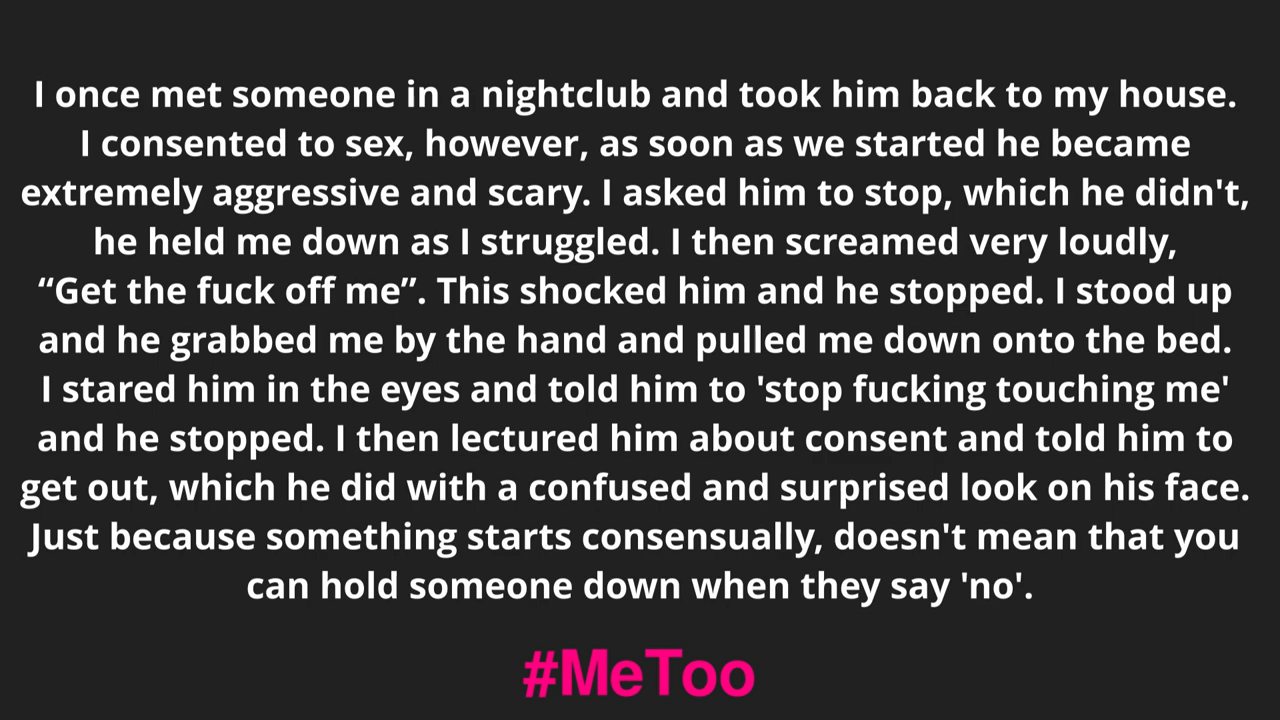 I once met someone in a nightclub and took him back to my house.
I consented to sex, however, as soon as we started he became
extremely aggressive and scary. I asked him to stop, which he didn't,
he held me down as I struggled. I then screamed very loudly,
“Get the fuck off me”. This shocked him and he stopped. I stood up
and he grabbed me by the hand and pulled me down onto the bed.
I stared him in the eyes and told him to 'stop fucking touching me'
and he stopped. I then lectured him about consent and told him to
get out, which he did with a confused and surprised look on his face.
Just because something starts consensually, doesn't mean that you
can hold someone down when they say 'no'.
#MeToo